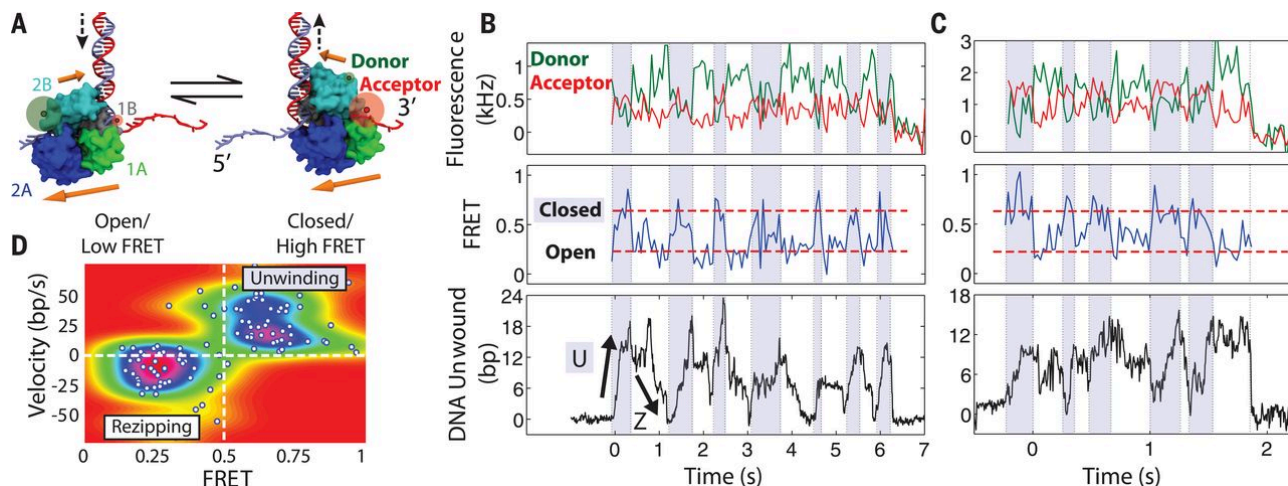 A
2B
1B
1A
2A
5′
3′
Donor
Acceptor
Open/
Low FRET
Closed/
High FRET
B
Fluorescence
(kHz)
1
0.5
0
Donor
Acceptor
FRET
1
0.5
0
Closed
Open
DNA Unwound
(bp)
24
18
12
6
0
U
Z
0 1 2 3 4 5 6 7
Time (s)
C
3
2
1
0
1
0.5
0
18
12
6
0
0 1 2
Time (s)
D
Velocity (bp/s)
50
25
0
-25
-50
Unwinding
Rezipping
0 0.25 0.5 0.75 1
FRET